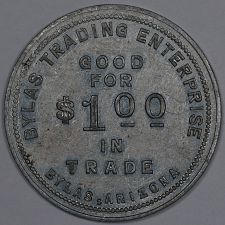 BYLAS TRADING ENTERPRISE
GOOD
FOR
$1.00
IN
TRADE
BYLAS, ARIZONA